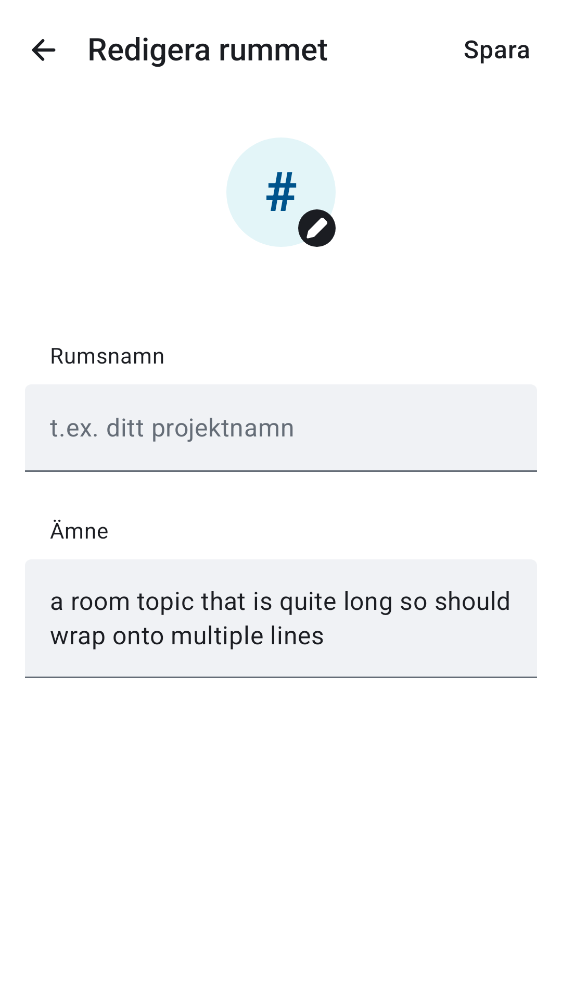 Redigera rummet
Spara
#
Rumsnamn
t.ex. ditt projektnamn
Ämne
a room topic that is quite long so should
wrap onto multiple lines